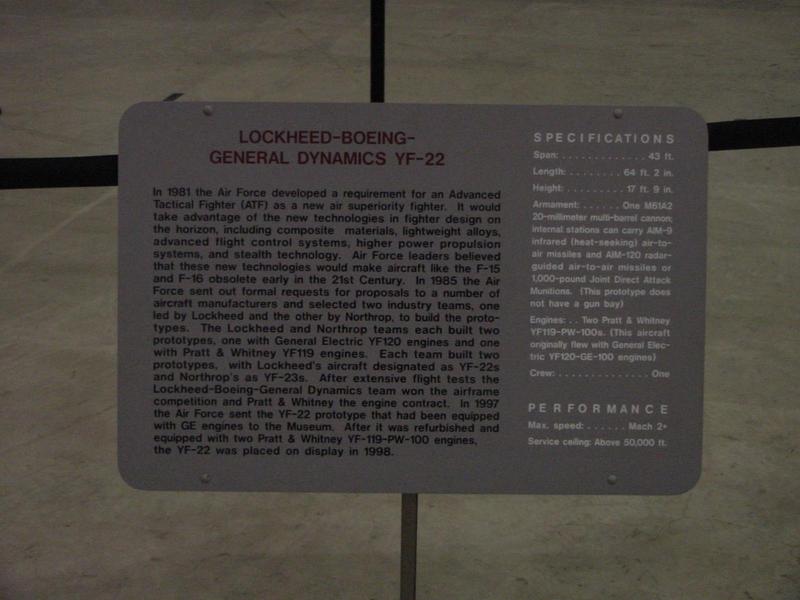 LOCKHEED-BOEING-
GENERAL DYNAMICS YF-22
In 1981 the Air Force developed a requirement for an Advanced
Tactical Fighter (ATF) as a new air superiority fighter. It would
take advantage of the new technologies in fighter design on
the horizon, including composite materials, lightweight alloys,
advanced flight control systems, higher power propulsion
systems, and stealth technology. Air Force leaders believed
that these new technologies would make aircraft like the F-15
and F-16 obsolete early in the 21st Century. In 1985 the Air
Force sent out formal requests for proposals to a number of
aircraft manufacturers and selected two industry teams, one
led by Lockheed and the other by Northrop, to build the proto-
types. The Lockheed and Northrop teams each built two
prototypes, one with General Electric YF120 engines and one
with Pratt & Whitney YF119 engines. Each team built two
prototypes, with Lockheed's aircraft designated as YF-22s
and Northrop's as YF-23s. After extensive flight tests the
Lockheed-Boeing-General Dynamics team won the airframe
competition and Pratt & Whitney the engine contract. In 1997
the Air Force sent the YF-22 prototype that had been equipped
with GE engines to the Museum. After it was refurbished and
equipped with two Pratt & Whitney YF-119-PW-100 engines,
the YF-22 was placed on display in 1998.
SPECIFICATIONS
Span: . . . . . . . . . . . . . 43 ft.
Length: . . . . . . . . . 64 ft. 2 in.
Height: . . . . . . . . . 17 ft. 9 in.
Armament: . . . . . . One M61A2
20-millimeter multi-barrel cannon;
internal stations can carry AIM-9
infrared (heat-seeking) air-to-
air missiles and AIM-120 radar-
guided air-to-air missiles or
1,000-pound Joint Direct Attack
Munitions. (This prototype does
not have a gun bay)
Engines: . . Two Pratt & Whitney
YF119-PW-100s. (This aircraft
originally flew with General Elec-
tric YF120-GE-100 engines)
Crew: . . . . . . . . . . . . . . One
PERFORMANCE
Max. speed: . . . . . . Mach 2+
Service ceiling: Above 50,000 ft.